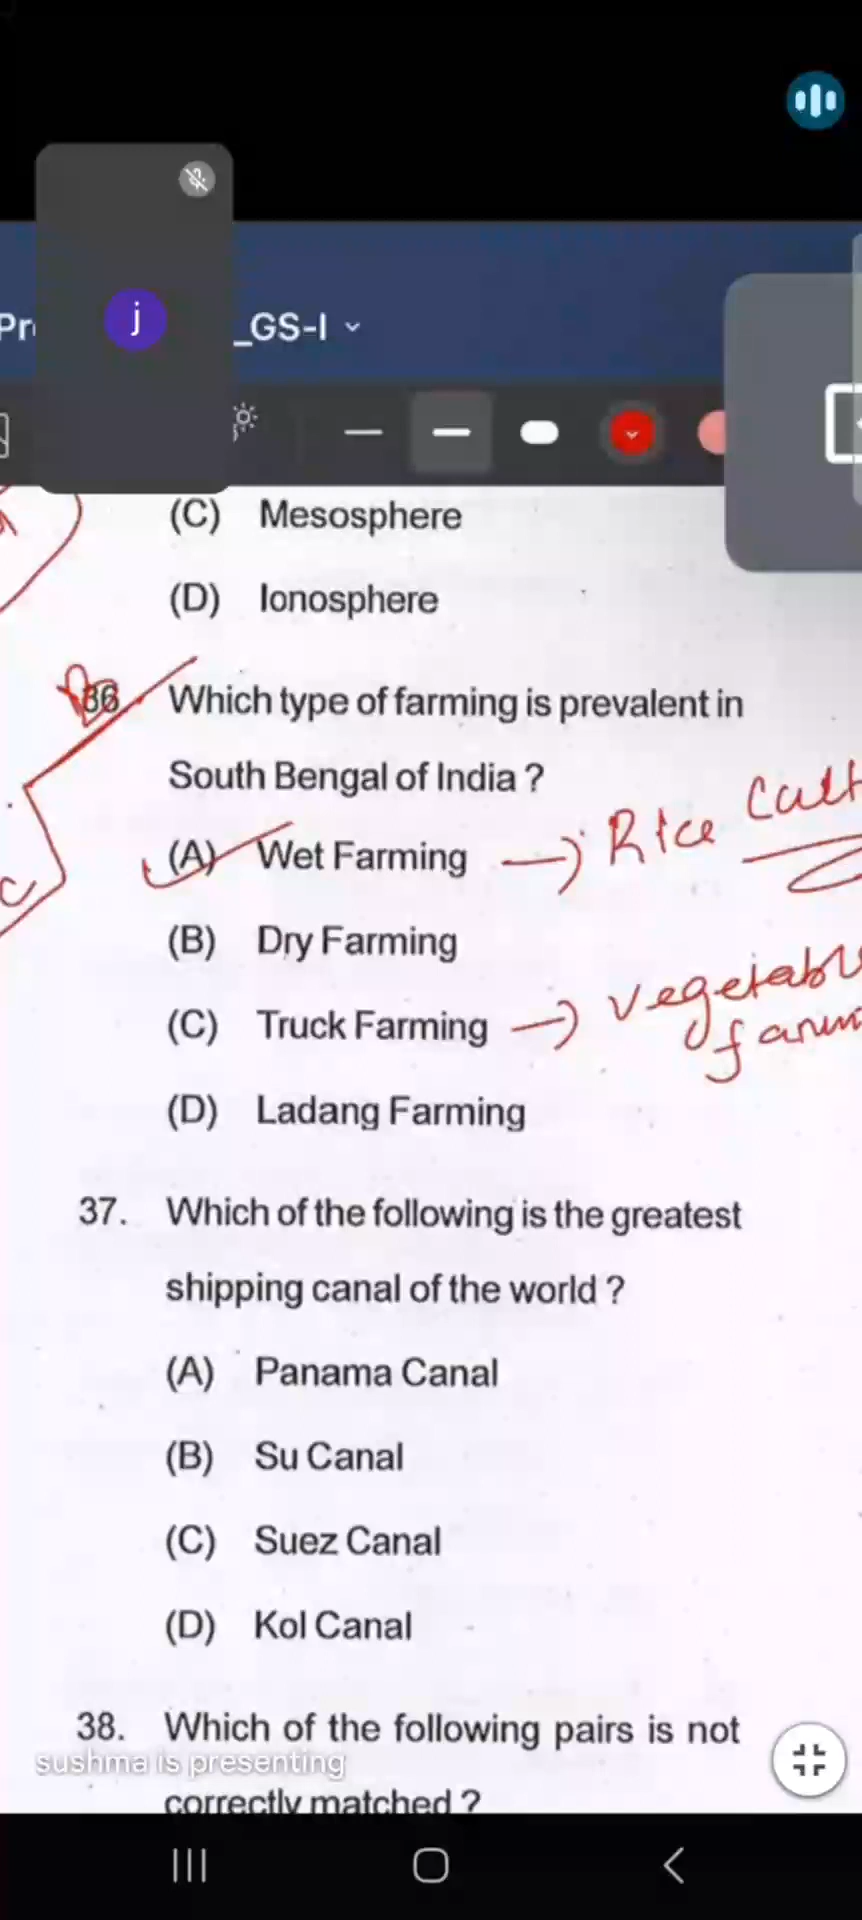 j
_GS-I
(C) Mesosphere
(D) Ionosphere
36. Which type of farming is prevalent in
South Bengal of India ?
(A) Wet Farming → Rice Cult
(B) Dry Farming
(C) Truck Farming → vegetable
farm
(D) Ladang Farming
37. Which of the following is the greatest
shipping canal of the world ?
(A) Panama Canal
(B) Su Canal
(C) Suez Canal
(D) Kol Canal
38. Which of the following pairs is not
sushma is presenting
correctly matched ?